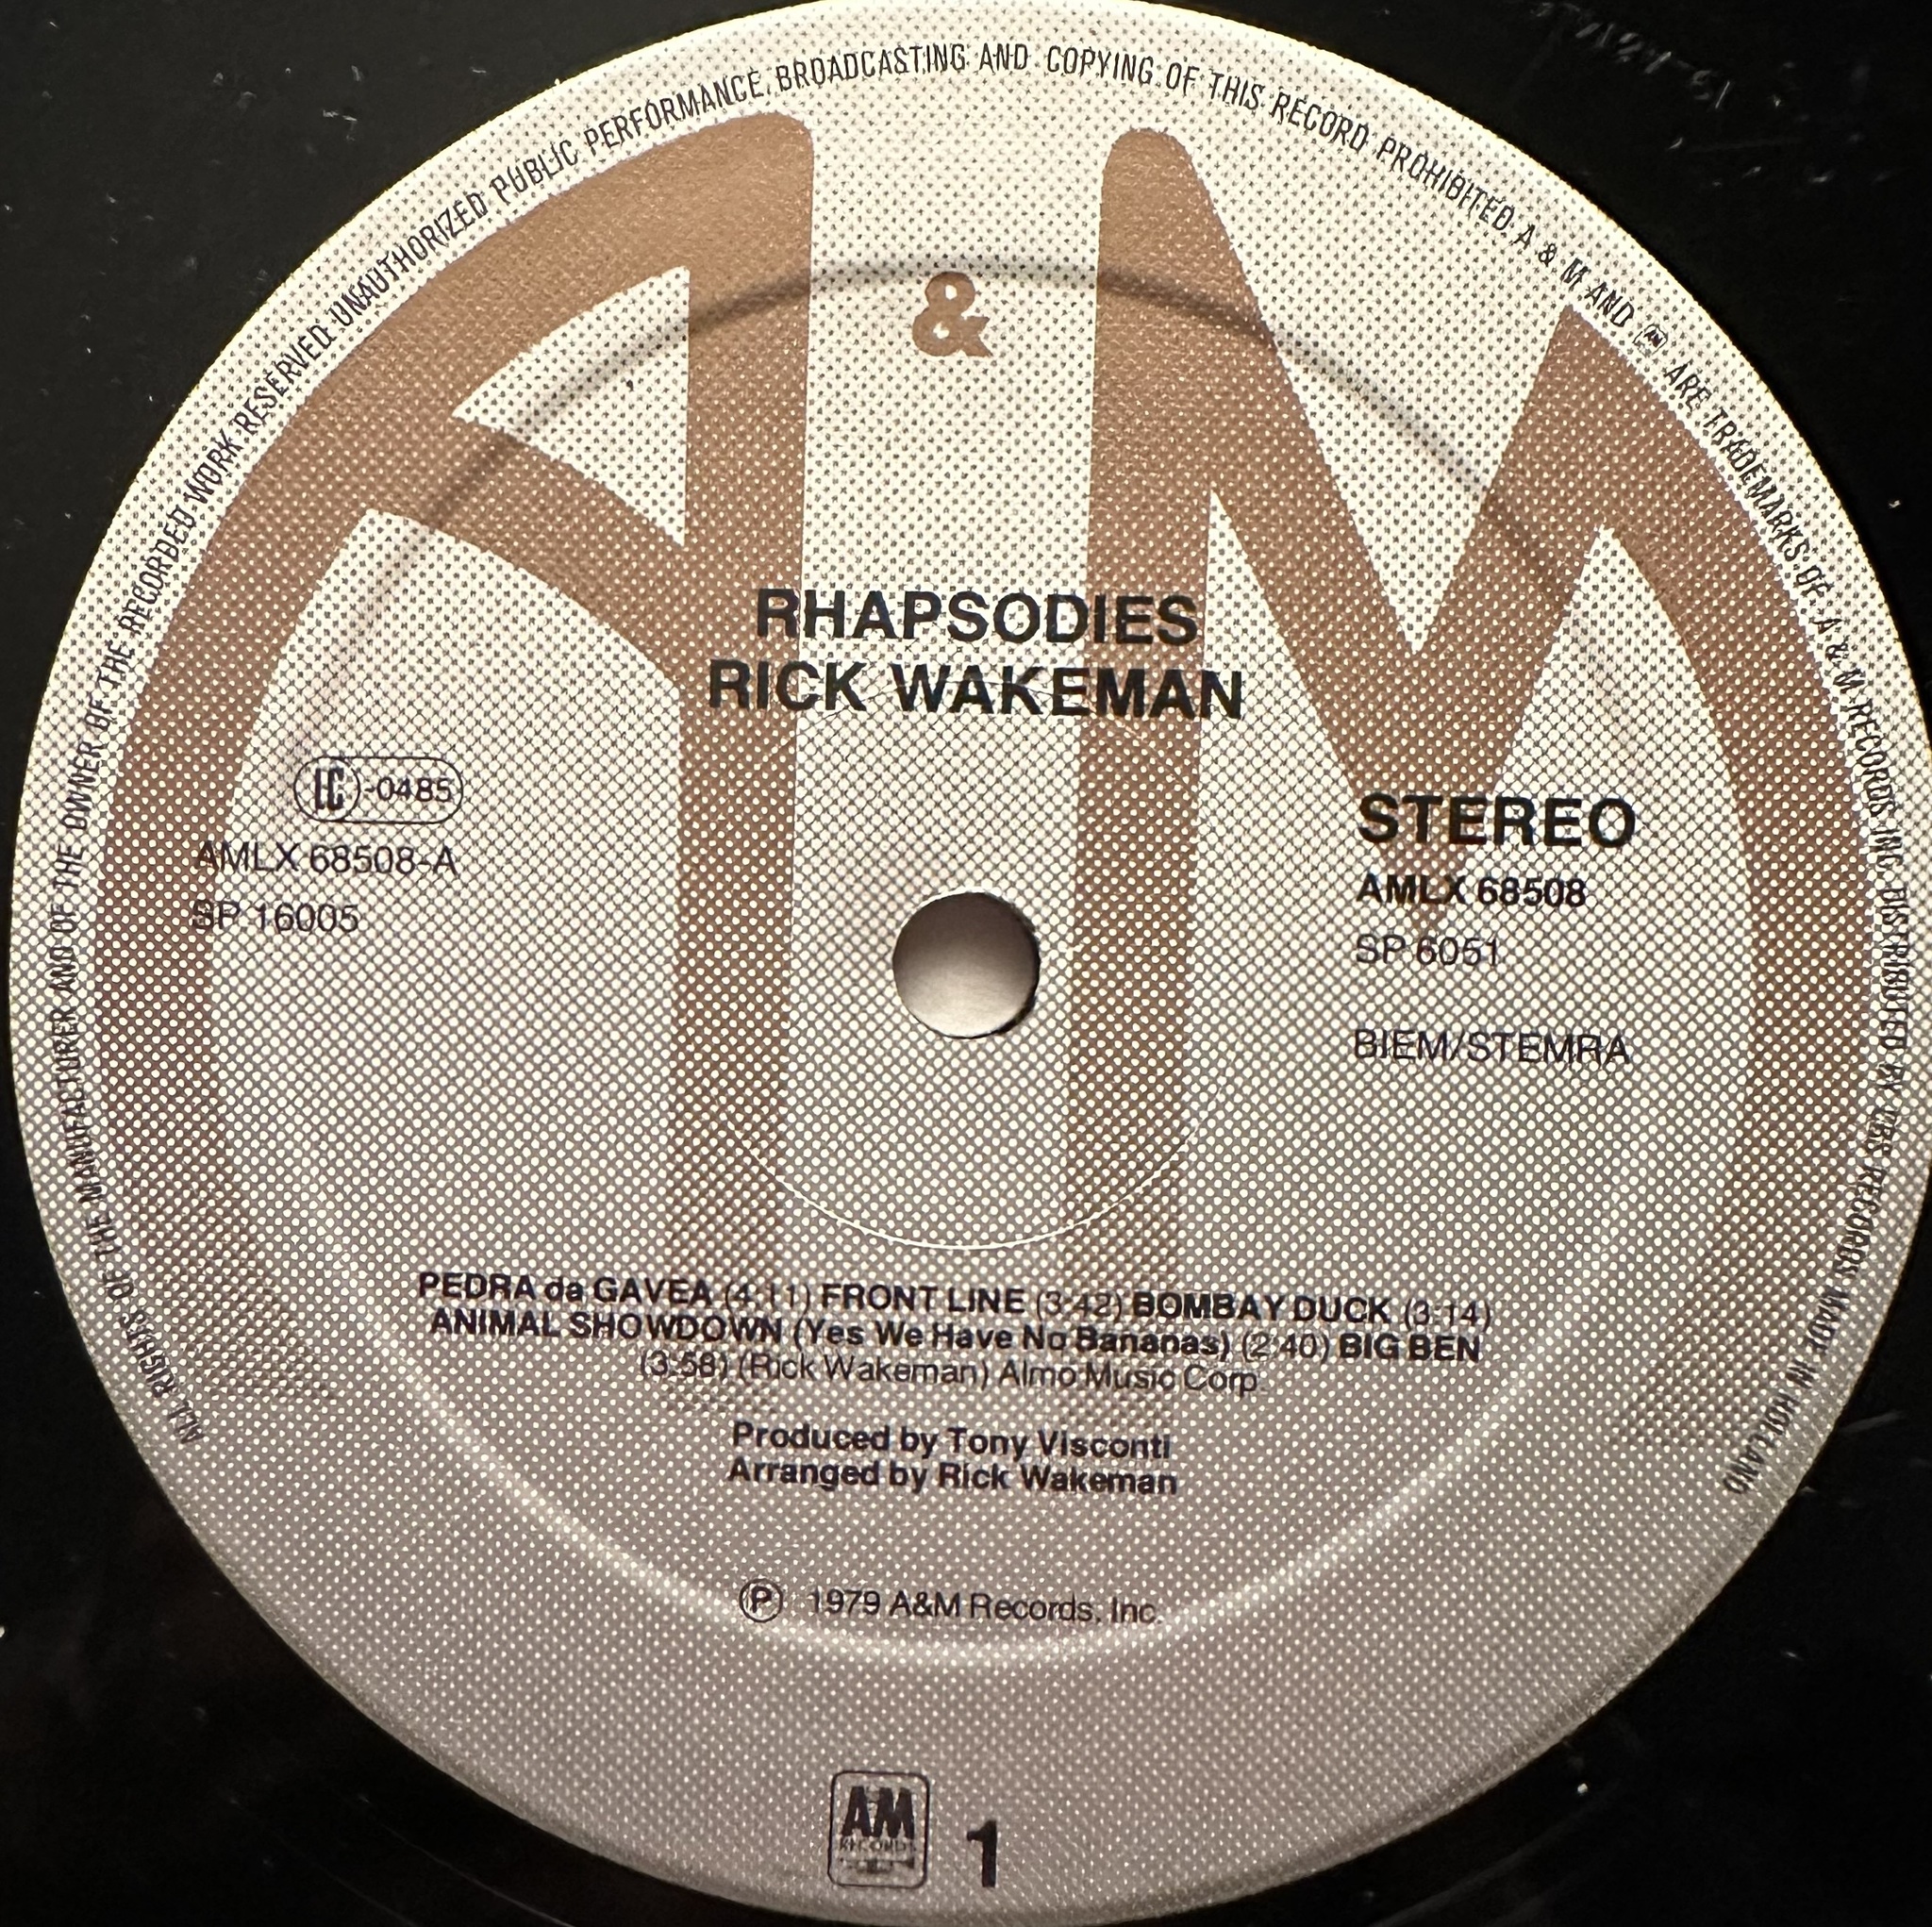 ALL RIGHTS OF THE MANUFACTURER AND OF THE OWNER OF THE RECORDED WORK RESERVED. UNAUTHORIZED PUBLIC PERFORMANCE, BROADCASTING AND COPYING OF THIS RECORD PROHIBITED. A & M AND AM ARE TRADEMARKS OF A & M RECORDS INC. DISTRIBUTED BY CBS RECORDS MADE IN HOLLAND
A & M
RHAPSODIES
RICK WAKEMAN
LC-0485
AMLX 68508-A
SP 16005
STEREO
AMLX 68508
SP 6051
BIEM/STEMRA
PEDRA da GAVEA (4:11) FRONT LINE (3:42) BOMBAY DUCK (3:14)
ANIMAL SHOWDOWN (Yes We Have No Bananas) (2:40) BIG BEN
(3:58) (Rick Wakeman) Almo Music Corp.
Produced by Tony Visconti
Arranged by Rick Wakeman
Ⓟ 1979 A&M Records, Inc.
AM
RECORDS
1